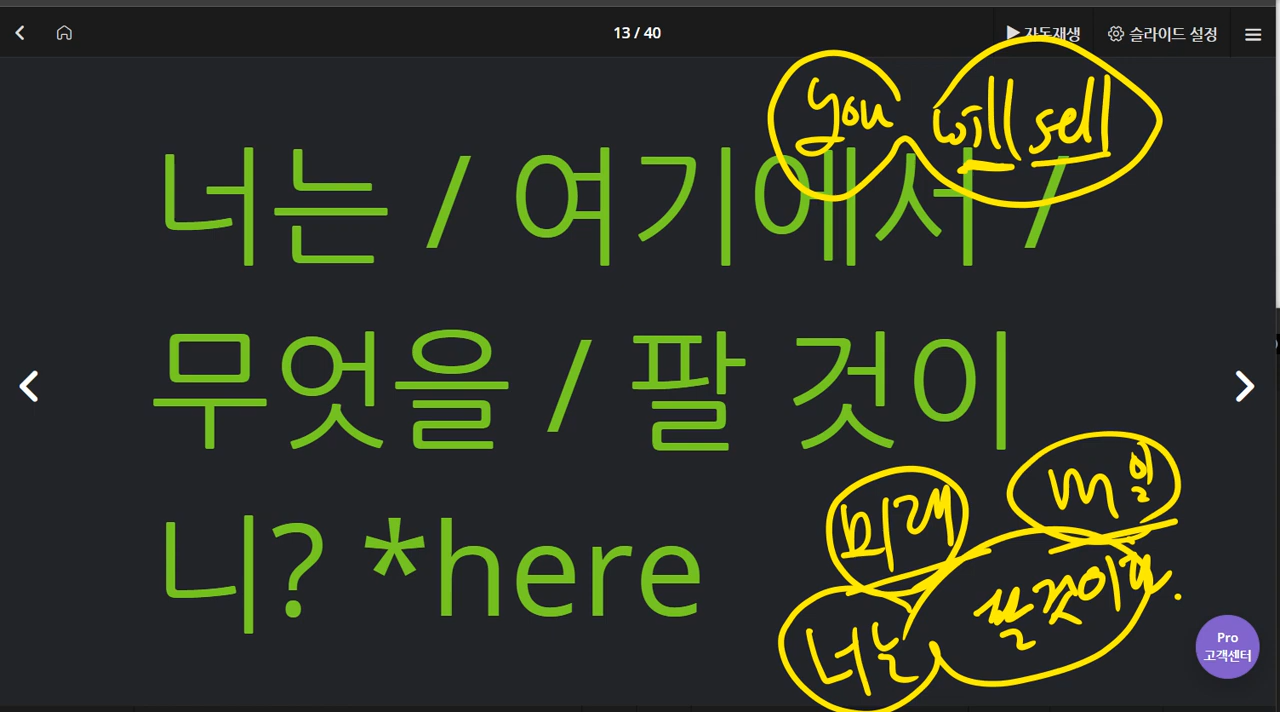 13 / 40
▶ 자동재생
슬라이드 설정
you will sell
너는 / 여기에서 /
무엇을 / 팔 것이
니? *here
미래
m 일
너는 팔것이다.
Pro
고객센터